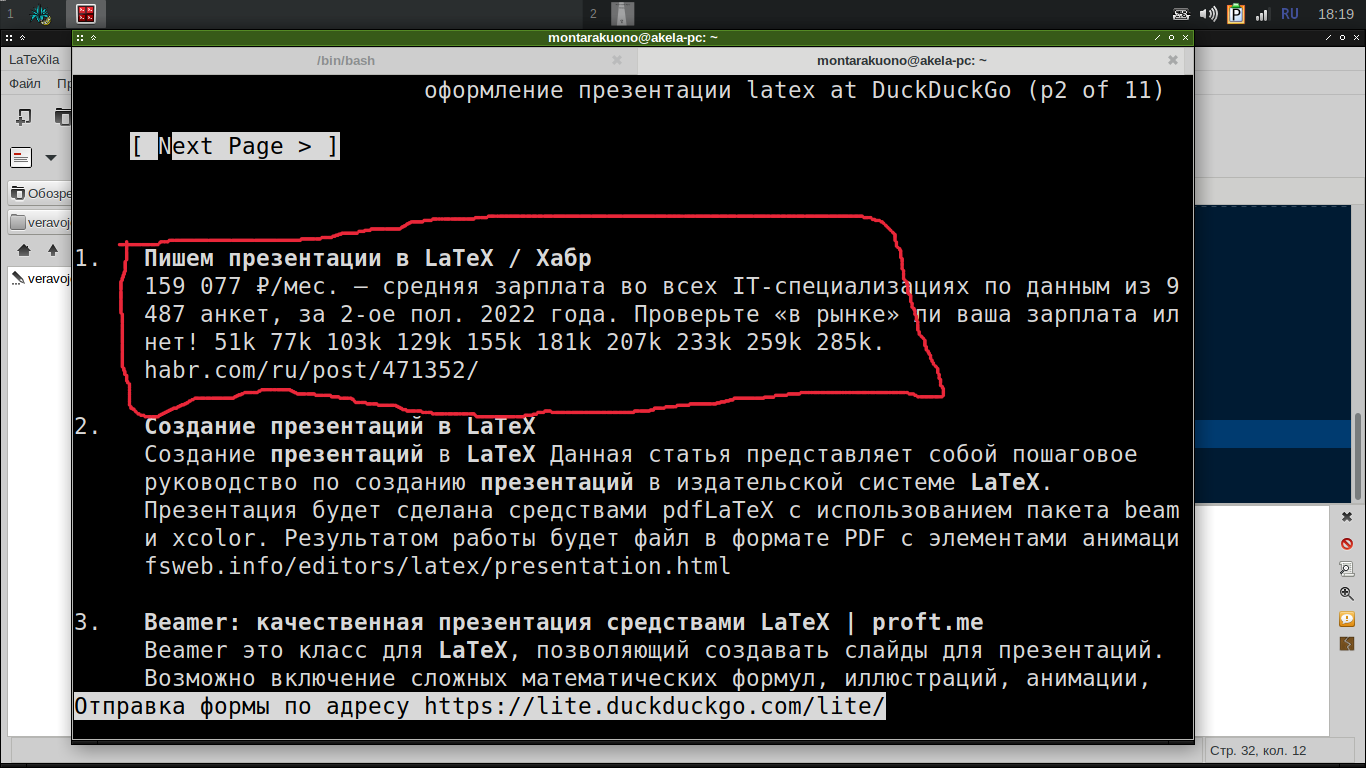 1
2
P
RU
18:19
montarakuono@akela-pc: ~
LaTeXila
/bin/bash
montarakuono@akela-pc: ~
Файл
оформление презентации latex at DuckDuckGo (p2 of 11)
[ Next Page > ]
Обозре
veravoj
veravoj
1. Пишем презентации в LaTeX / Хабр
159 077 ₽/мес. — средняя зарплата во всех IT-специализациях по данным из 9
487 анкет, за 2-ое пол. 2022 года. Проверьте «в рынке» ли ваша зарплата ил
нет! 51k 77k 103k 129k 155k 181k 207k 233k 259k 285k.
habr.com/ru/post/471352/
2. Создание презентаций в LaTeX
Создание презентаций в LaTeX Данная статья представляет собой пошаговое
руководство по созданию презентаций в издательской системе LaTeX.
Презентация будет сделана средствами pdfLaTeX с использованием пакета beam
и xcolor. Результатом работы будет файл в формате PDF с элементами анимаци
fsweb.info/editors/latex/presentation.html
3. Beamer: качественная презентация средствами LaTeX | proft.me
Beamer это класс для LaTeX, позволяющий создавать слайды для презентаций.
Возможно включение сложных математических формул, иллюстраций, анимации,
Отправка формы по адресу https://lite.duckduckgo.com/lite/
Стр. 32, кол. 12